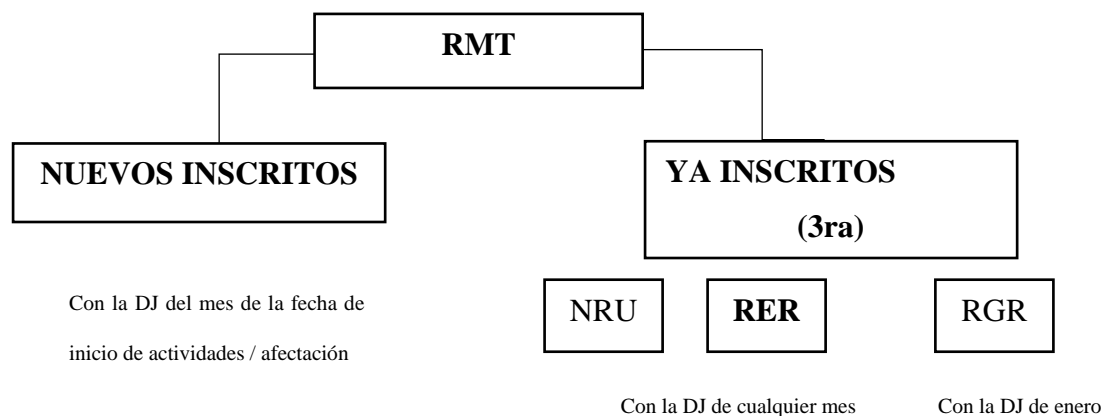 RMT
NUEVOS INSCRITOS
YA INSCRITOS
(3ra)
Con la DJ del mes de la fecha de
inicio de actividades / afectación
NRU
RER
RGR
Con la DJ de cualquier mes
Con la DJ de enero